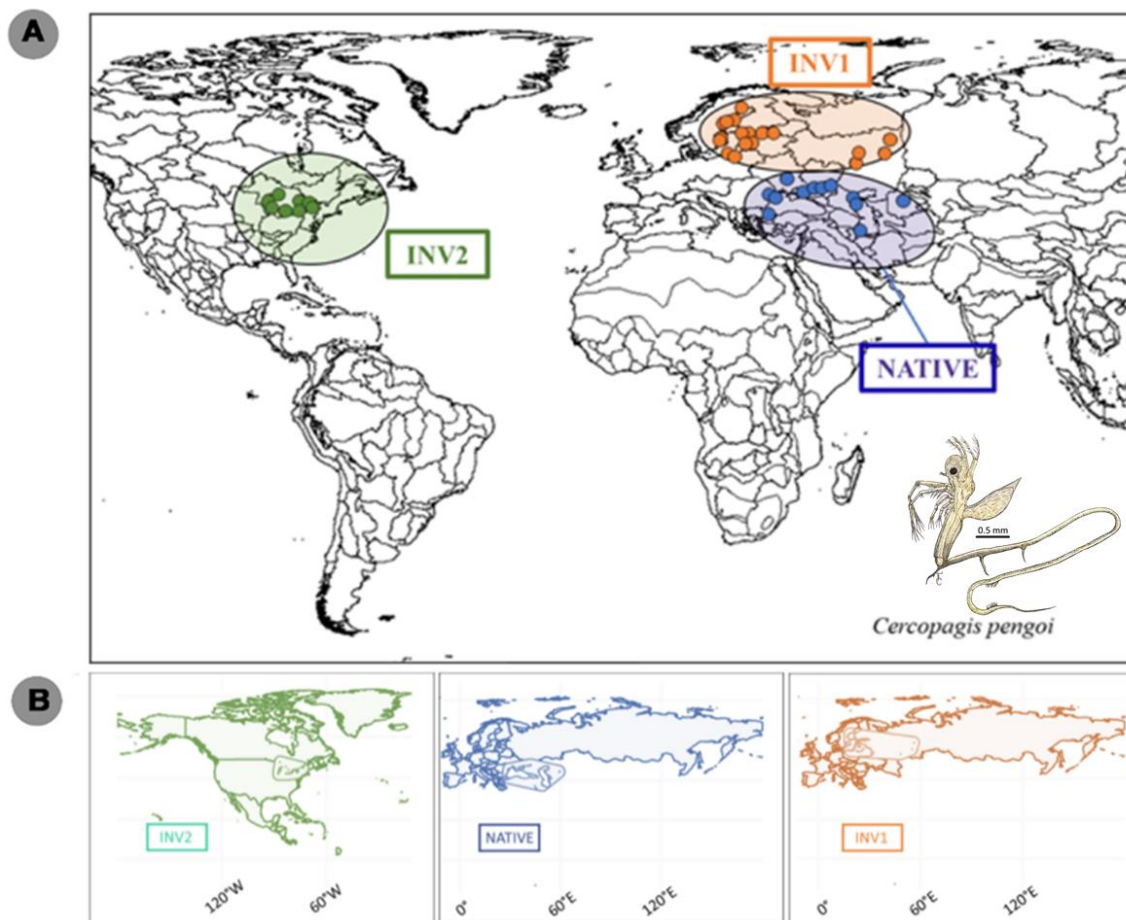 A
INV1
INV2
NATIVE
0.5 mm
Cercopagis pengoi
B
INV2
NATIVE
INV1
120°W
60°W
0°
60°E
120°E
0°
60°E
120°E